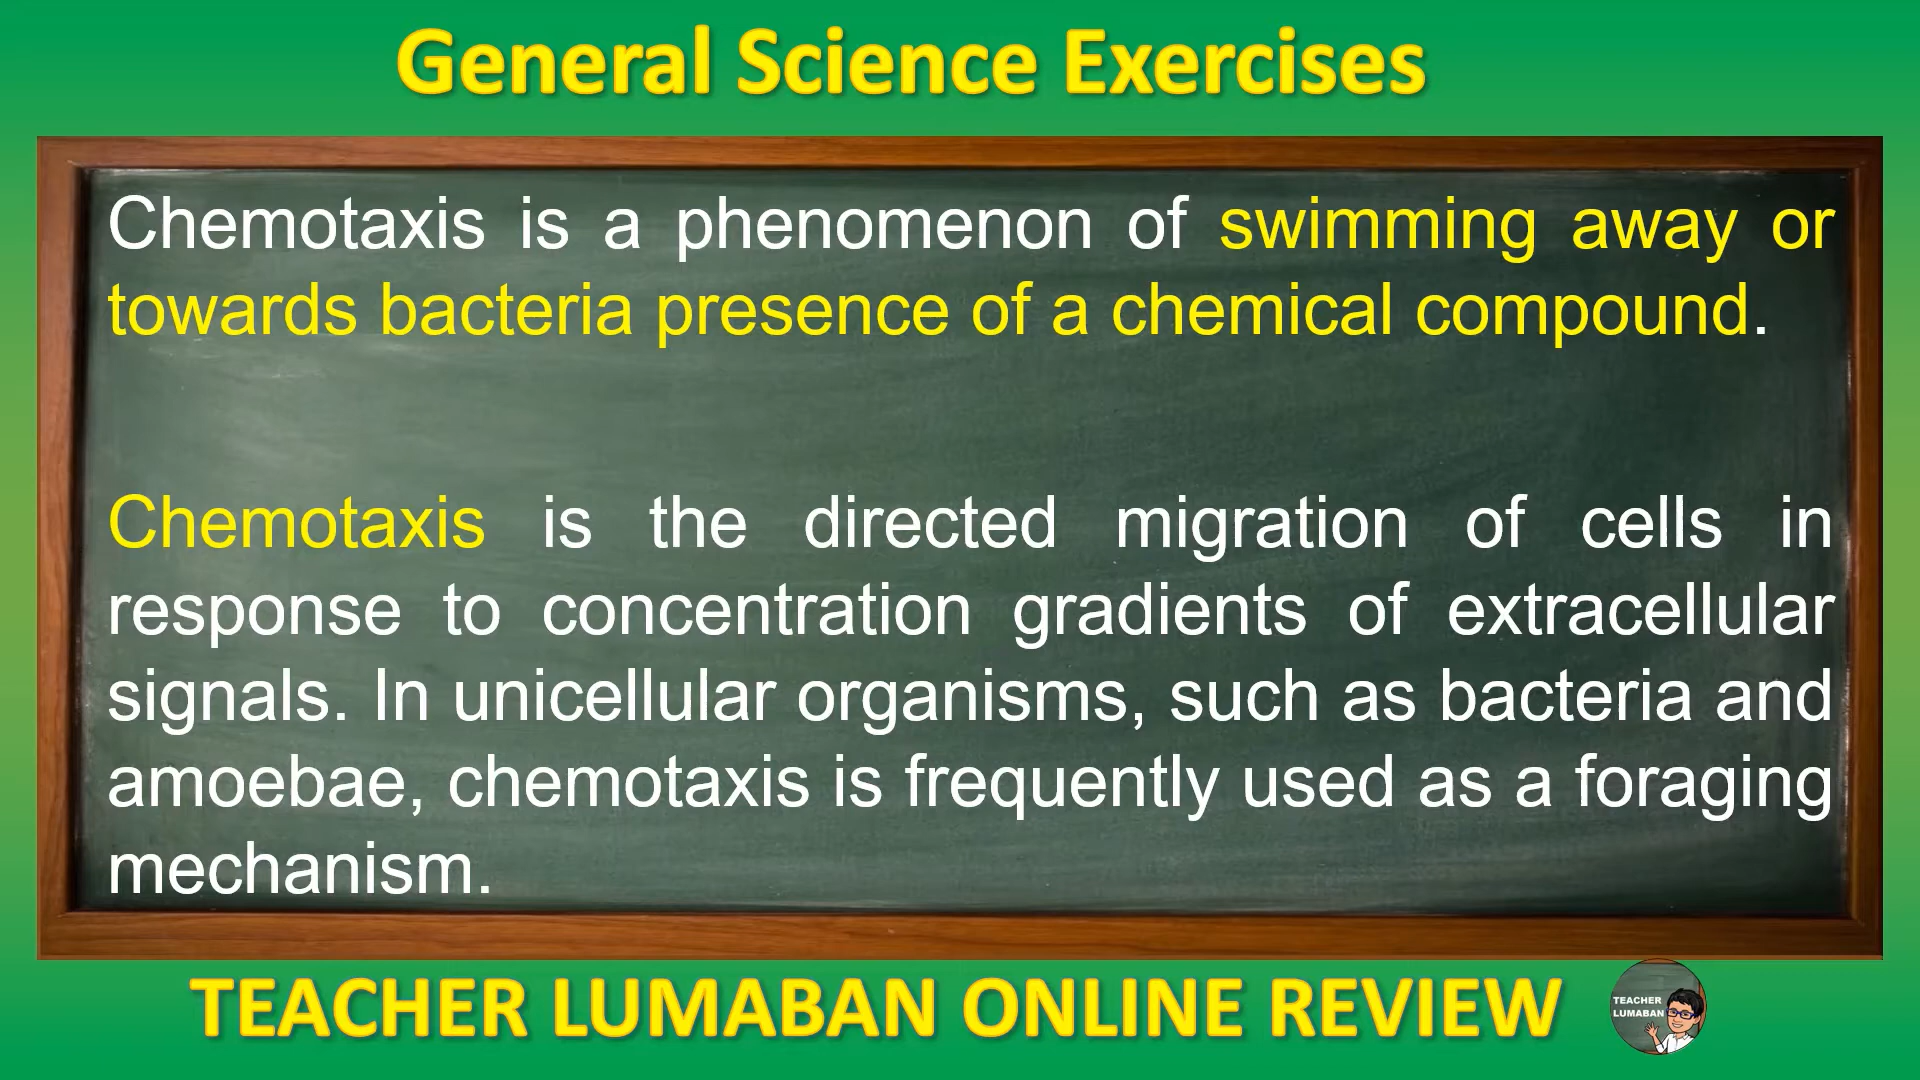 General Science Exercises
Chemotaxis is a phenomenon of swimming away or
towards bacteria presence of a chemical compound.
Chemotaxis is the directed migration of cells in
response to concentration gradients of extracellular
signals. In unicellular organisms, such as bacteria and
amoebae, chemotaxis is frequently used as a foraging
mechanism.
TEACHER LUMABAN ONLINE REVIEW
TEACHER
LUMABAN